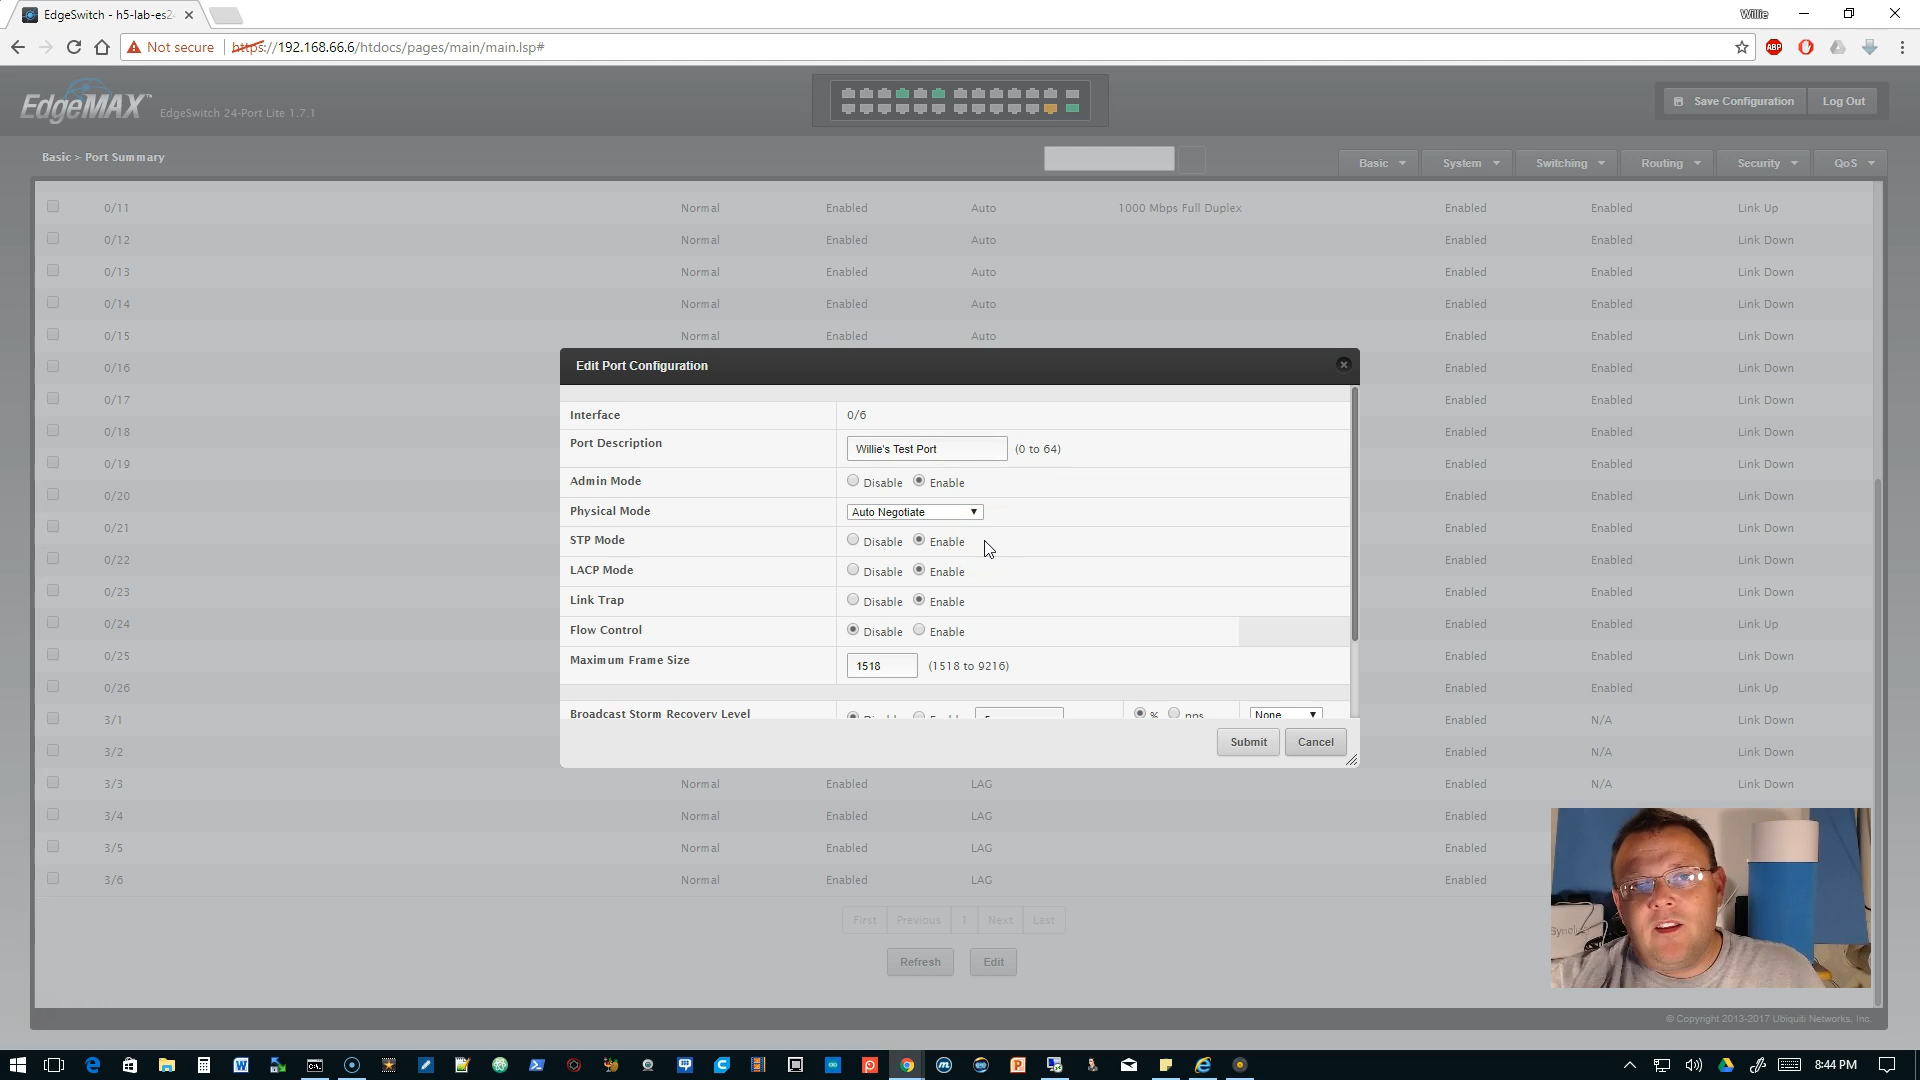 EdgeSwitch - h5-lab-es2
Willie
Not secure https://192.168.66.6/htdocs/pages/main/main.lsp#
ABP
EdgeMAX™ EdgeSwitch 24-Port Lite 1.7.1
Save Configuration Log Out
Basic > Port Summary
Basic System Switching Routing Security QoS
0/11 Normal Enabled Auto 1000 Mbps Full Duplex Enabled Enabled Link Up
0/12 Normal Enabled Auto Enabled Enabled Link Down
0/13 Normal Enabled Auto Enabled Enabled Link Down
0/14 Normal Enabled Auto Enabled Enabled Link Down
0/15 Normal Enabled Auto Enabled Enabled Link Down
0/16 Enabled Enabled Link Down
0/17 Enabled Enabled Link Down
0/18 Enabled Enabled Link Down
0/19 Enabled Enabled Link Down
0/20 Enabled Enabled Link Down
0/21 Enabled Enabled Link Down
0/22 Enabled Enabled Link Down
0/23 Enabled Enabled Link Down
0/24 Enabled Enabled Link Up
0/25 Enabled Enabled Link Down
0/26 Enabled Enabled Link Up
3/1 Enabled N/A Link Down
3/2 Enabled N/A Link Down
3/3 Normal Enabled LAG Enabled N/A Link Down
3/4 Normal Enabled LAG Enabled
3/5 Normal Enabled LAG Enabled
3/6 Normal Enabled LAG Enabled
Edit Port Configuration
Interface 0/6
Port Description Willie's Test Port (0 to 64)
Admin Mode Disable Enable
Physical Mode Auto Negotiate
STP Mode Disable Enable
LACP Mode Disable Enable
Link Trap Disable Enable
Flow Control Disable Enable
Maximum Frame Size 1518 (1518 to 9216)
Broadcast Storm Recovery Level Disable Enable 5 % pps None
Submit Cancel
First Previous 1 Next Last
Refresh Edit
Synology
© Copyright 2013-2017 Ubiquiti Networks, Inc.
8:44 PM